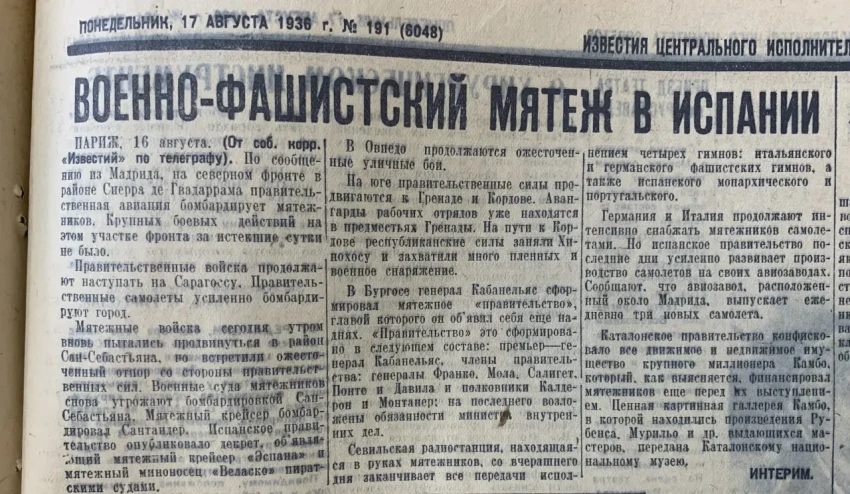 ПОНЕДЕЛЬНИК, 17 АВГУСТА 1936 г. № 191 (6048)
ИЗВЕСТИЯ ЦЕНТРАЛЬНОГО
ВОЕННО-ФАШИСТСКИЙ МЯТЕЖ В ИСПАНИИ
ПАРИЖ, 16 августа. (От соб. корр.
«Известий» по телеграфу). По сообще-
нию из Мадрида, на северном фронте в
районе Сиерра де Гвадаррама правитель-
ственная авиация бомбардирует мятеж-
ников. Крупных боевых действий на
этом участке фронта за истекшие сутки
не было.
Правительственные войска продолжа-
ют наступать на Сарагоссу. Правитель-
ственные самолеты усиленно бомбарди-
руют город.
Мятежные войска сегодня утром
вновь пытались продвинуться в район
Сан-Себастьяна, но встретили ожесто-
ченный отпор со стороны правительст-
венных сил. Военные суда мятежников
снова угрожают бомбардировкой Сан-
Себастьяна. Мятежный крейсер бомбар-
дировал Сантандер. Испанское прави-
тельство опубликовало декрет, об'явля-
ющий мятежный крейсер «Эспана» и
мятежный миноносец «Веласко» пират-
скими судами.
В Овиедо продолжаются ожесточен-
ные уличные бои.
На юге правительственные силы про-
двигаются к Гренаде и Кордове. Аван-
гарды рабочих отрядов уже находятся
в предместьях Гренады. На пути к Кор-
дове республиканские силы заняли Хи-
похосу и захватили много пленных и
военное снаряжение.
В Бургосе генерал Кабанельяс сфор-
мировал мятежное «правительство»,
главой которого он об'явил себя еще на-
днях. «Правительство» это сформирова-
но в следующем составе: премьер—ге-
нерал Кабанельяс, члены правитель-
ства: генералы Франко, Мола, Салигет,
Понте и Давила и полковники Кальде-
рон и Монтанер; на последнего возло-
жены обязанности министра внутрен-
них дел.
Севильская радиостанция, находящая-
ся в руках мятежников, со вчерашнего
дня заканчивает все передачи испол-
нением четырех гимнов: итальянского
и германского фашистских гимнов, а
также испанского монархического и
португальского.
Германия и Италия продолжают ин-
тенсивно снабжать мятежников самоле-
тами. Но испанское правительство по-
следние дни усиленно развивает произ-
водство самолетов на своих авиозаводах.
Сообщают, что авиозавод, расположен-
ный около Мадрида, выпускает еже-
дневно три новых самолета.
Каталонское правительство конфиско-
вало все движимое и недвижимое иму-
щество крупного миллионера Камбо,
который, как выясняется, финансировал
мятежников еще перед их выступлени-
ем. Ценная картинная галлерея Камбо,
в которой находились произведения Ру-
бенса, Мурильо и др. выдающихся ма-
стеров, передана Каталонскому нацио-
нальному музею.
ИНТЕРИМ.